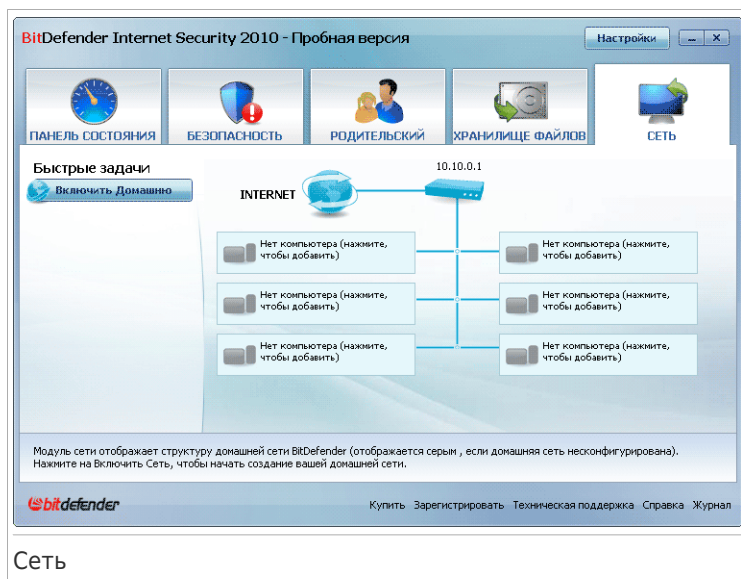 BitDefender Internet Security 2010 - Пробная версия
Настройки
ПАНЕЛЬ СОСТОЯНИЯ
БЕЗОПАСНОСТЬ
РОДИТЕЛЬСКИЙ
ХРАНИЛИЩЕ ФАЙЛОВ
СЕТЬ
Быстрые задачи
Включить Домашню
10.10.0.1
INTERNET
Нет компьютера (нажмите,
чтобы добавить)
Нет компьютера (нажмите,
чтобы добавить)
Нет компьютера (нажмите,
чтобы добавить)
Нет компьютера (нажмите,
чтобы добавить)
Нет компьютера (нажмите,
чтобы добавить)
Нет компьютера (нажмите,
чтобы добавить)
Модуль сети отображает структуру домашней сети BitDefender (отображается серым , если домашняя сеть несконфигурирована).
Нажмите на Включить Сеть, чтобы начать создание вашей домашней сети.
bitdefender
Купить Зарегистрировать Техническая поддержка Справка Журнал
Сеть